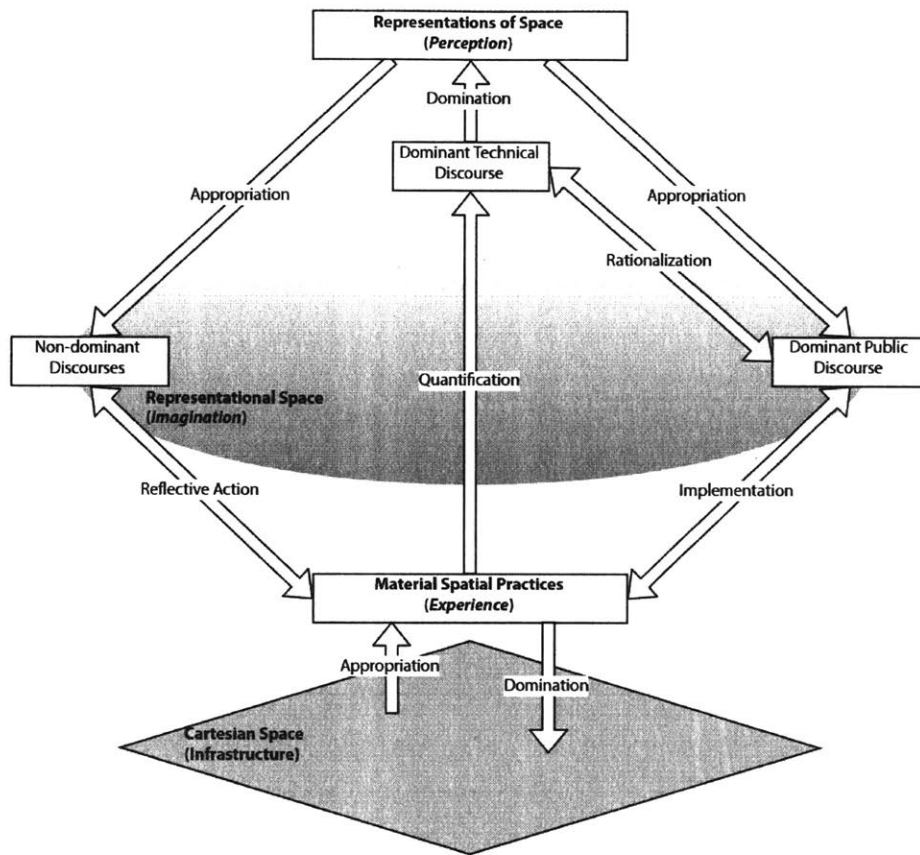 Representations of Space
(Perception)
Domination
Dominant Technical
Discourse
Appropriation
Appropriation
Rationalization
Non-dominant
Discourses
Dominant Public
Discourse
Quantification
Representational Space
(Imagination)
Reflective Action
Implementation
Material Spatial Practices
(Experience)
Appropriation
Domination
Cartesian Space
(Infrastructure)